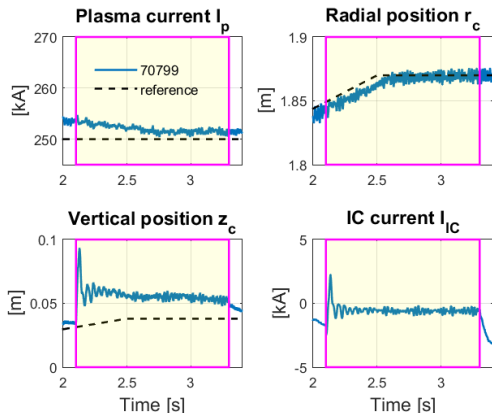 Plasma current I_p
270
260
250
[kA]
70799
reference
2
2.5
3
Radial position r_c
1.9
1.85
1.8
[m]
2
2.5
3
Vertical position z_c
0.1
0.05
0
[m]
2
2.5
3
Time [s]
IC current I_IC
5
0
-5
[kA]
2
2.5
3
Time [s]